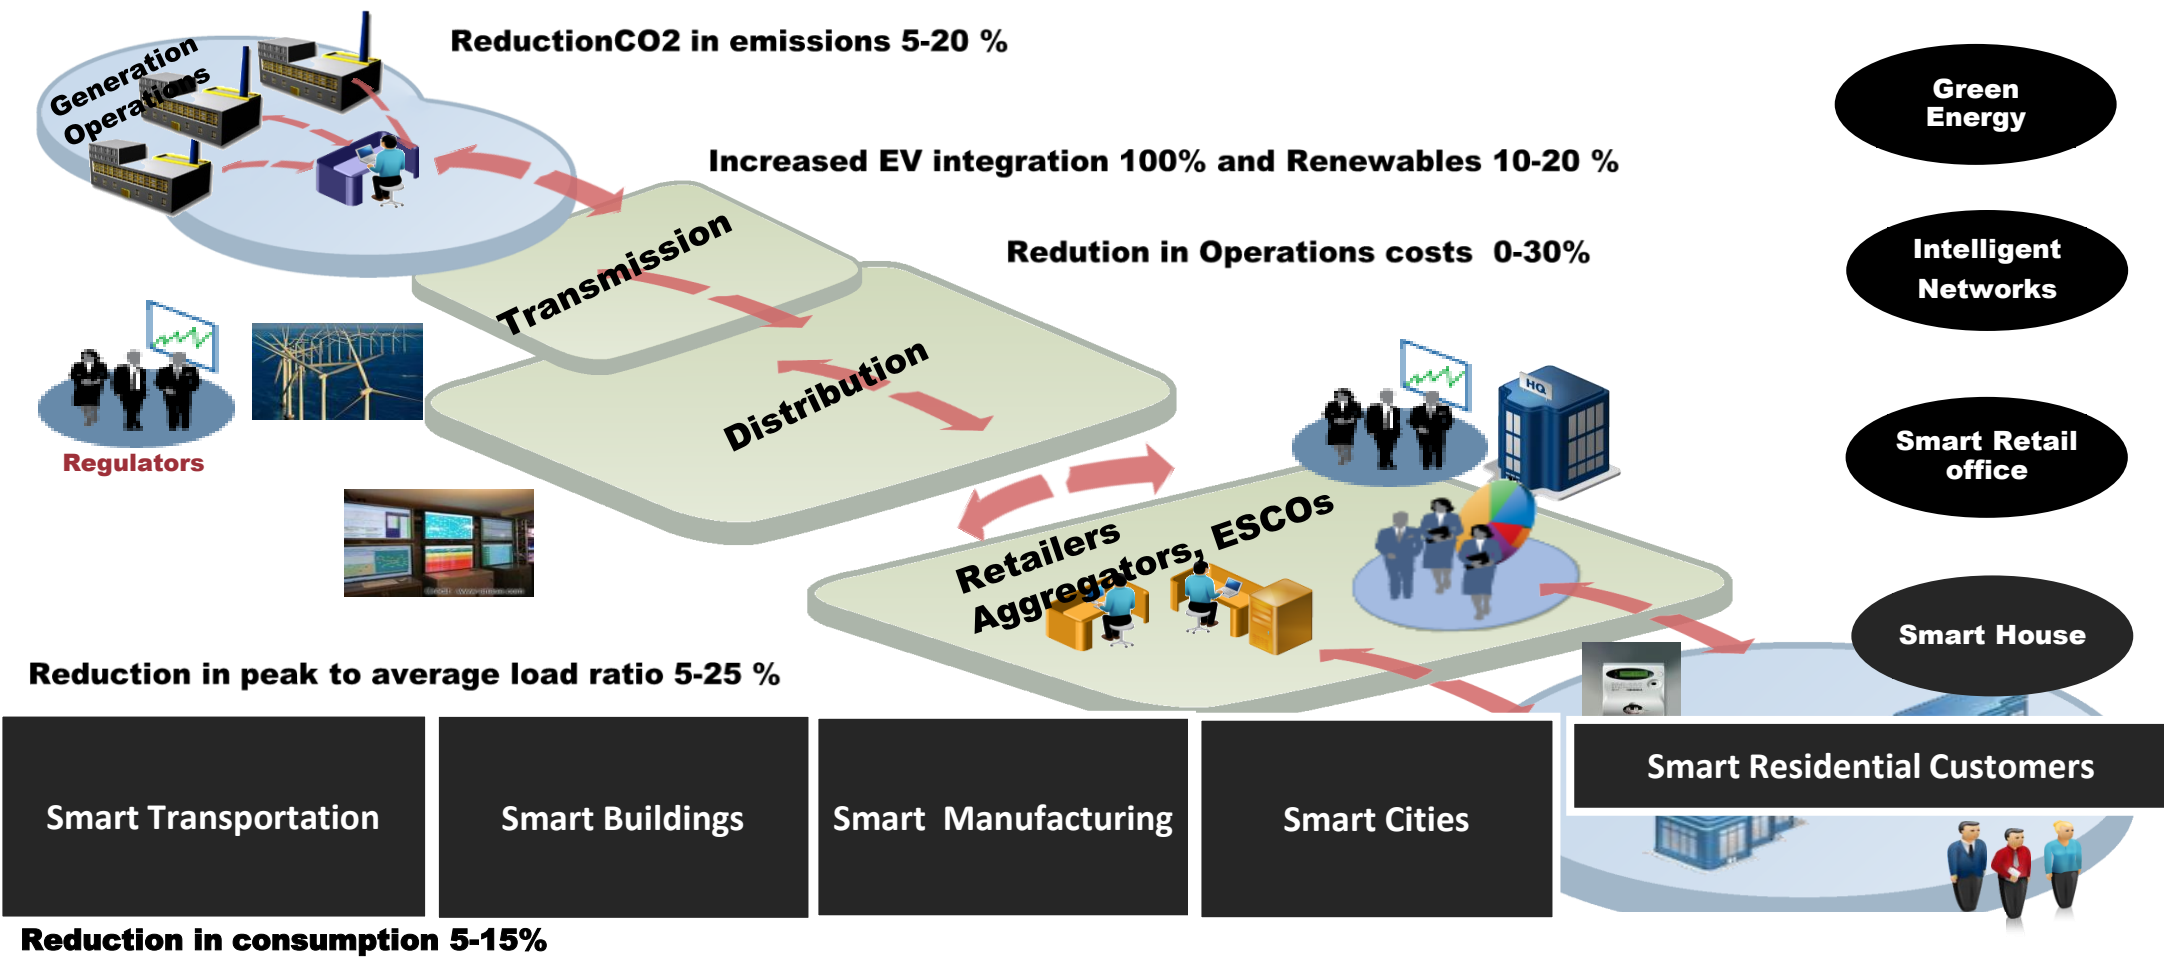 ReductionCO2 in emissions 5-20 %
Generation
Operations
Green
Energy
Increased EV integration 100% and Renewables 10-20 %
Transmission
Redution in Operations costs  0-30%
Intelligent
Networks
Distribution
HQ
Regulators
Smart Retail
office
Retailers
Aggregators, ESCOs
Smart House
Reduction in peak to average load ratio 5-25 %
Smart Transportation
Smart Buildings
Smart  Manufacturing
Smart Cities
Smart Residential Customers
Reduction in consumption 5-15%